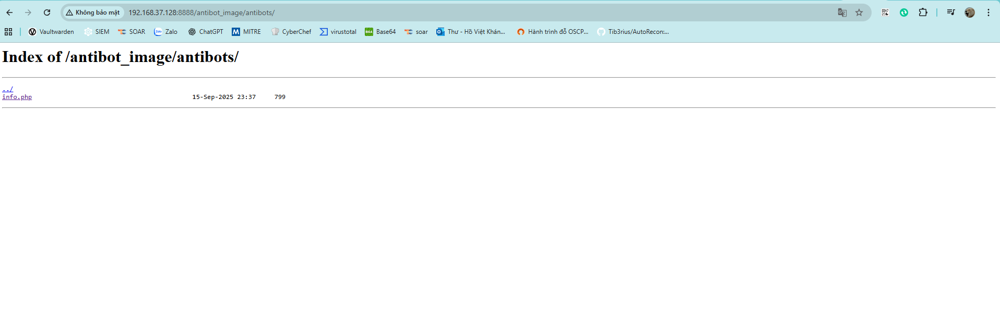 Không bảo mật 192.168.37.128:8888/antibot_image/antibots/
Vaultwarden SIEM SOAR Zalo ChatGPT MITRE CyberChef virustotal B64 Base64 soar Thư - Hồ Việt Khán... Hành trình đỗ OSCP... Tib3rius/AutoRecon:...
Index of /antibot_image/antibots/
../
info.php 15-Sep-2025 23:37 799